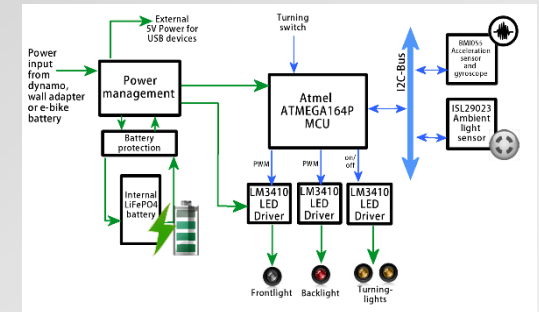 External
5V Power for
USB devices
Turning
switch
Power
input
from
dynamo,
wall adapter
or e-bike
battery
Power
management
Atmel
ATMEGA164P
MCU
I2C-Bus
BMI055
Acceleration
sensor
and
gyroscope
ISL29023
Ambient
light
sensor
Battery
protection
Internal
LiFePO4
battery
PWM
PWM
on/
off
LM3410
LED
Driver
LM3410
LED
Driver
LM3410
LED
Driver
Frontlight
Backlight
Turning-
lights